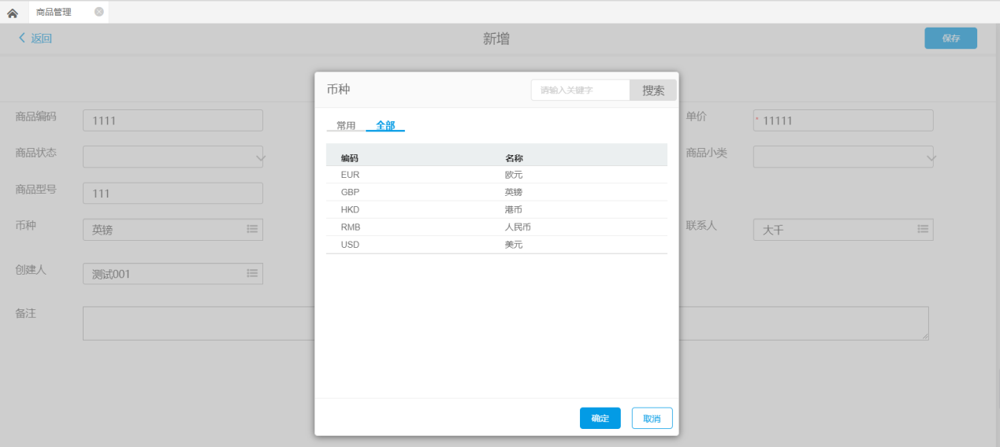 商品管理
返回
新增
保存
币种
请输入关键字
搜索
常用
全部
编码 名称
EUR 欧元
GBP 英镑
HKD 港币
RMB 人民币
USD 美元
确定
取消
商品编码 1111
单价 * 11111
商品状态
商品小类
商品型号 111
币种 英镑
联系人 大千
创建人 测试001
备注